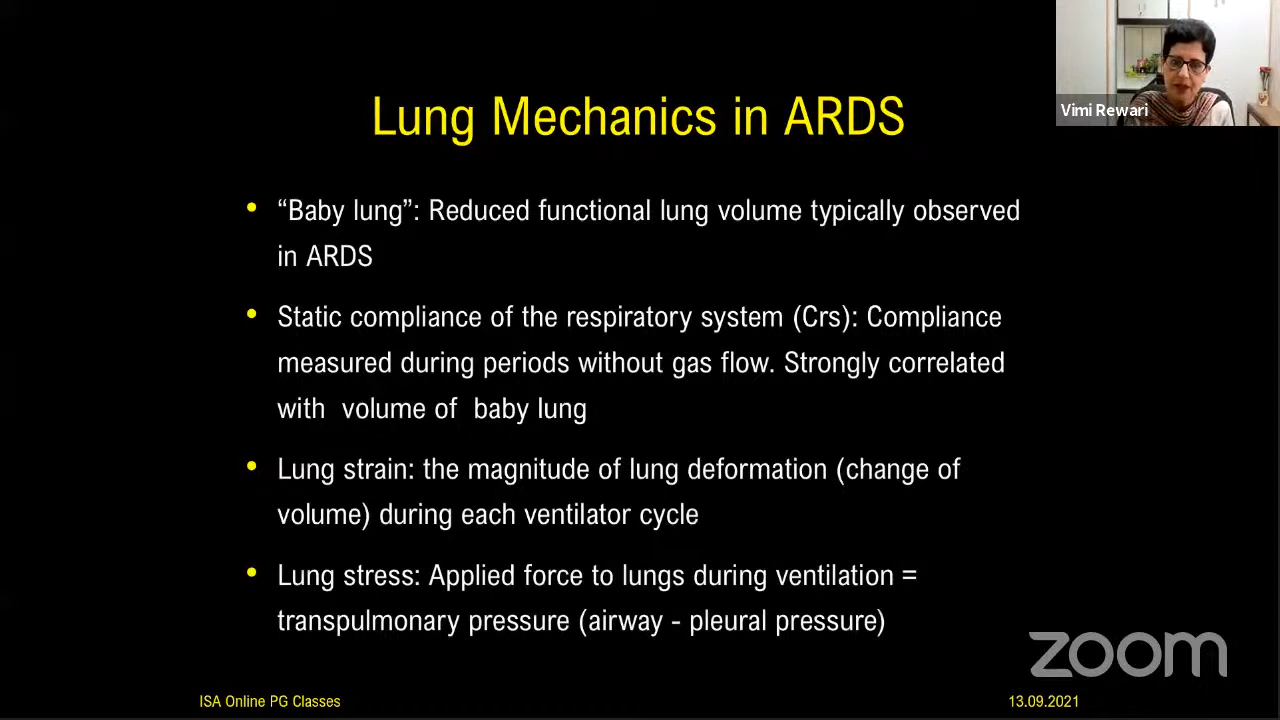 Vimi Rewari
Lung Mechanics in ARDS
• “Baby lung”: Reduced functional lung volume typically observed
in ARDS
• Static compliance of the respiratory system (Crs): Compliance
measured during periods without gas flow. Strongly correlated
with volume of baby lung
• Lung strain: the magnitude of lung deformation (change of
volume) during each ventilator cycle
• Lung stress: Applied force to lungs during ventilation =
transpulmonary pressure (airway - pleural pressure)
zoom
ISA Online PG Classes
13.09.2021